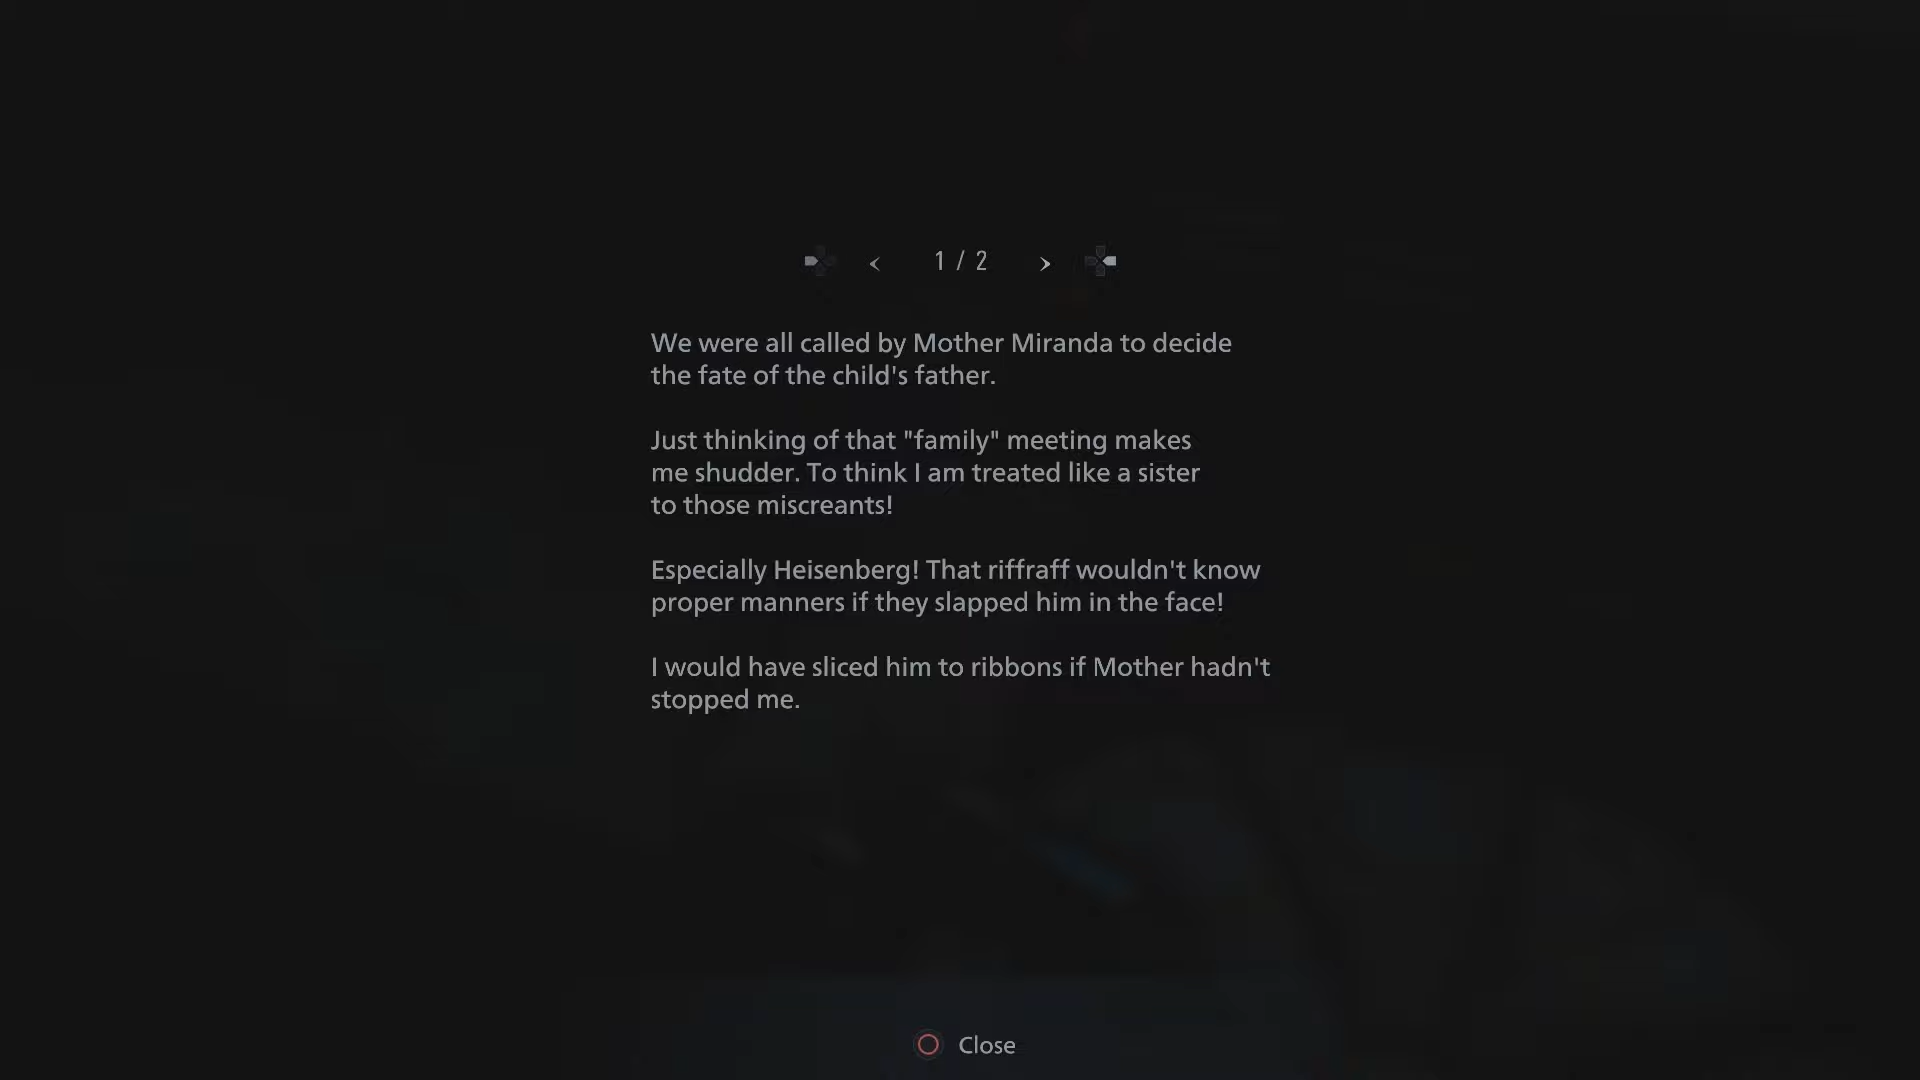 1 / 2
We were all called by Mother Miranda to decide
the fate of the child's father.
Just thinking of that "family" meeting makes
me shudder. To think I am treated like a sister
to those miscreants!
Especially Heisenberg! That riffraff wouldn't know
proper manners if they slapped him in the face!
I would have sliced him to ribbons if Mother hadn't
stopped me.
Close